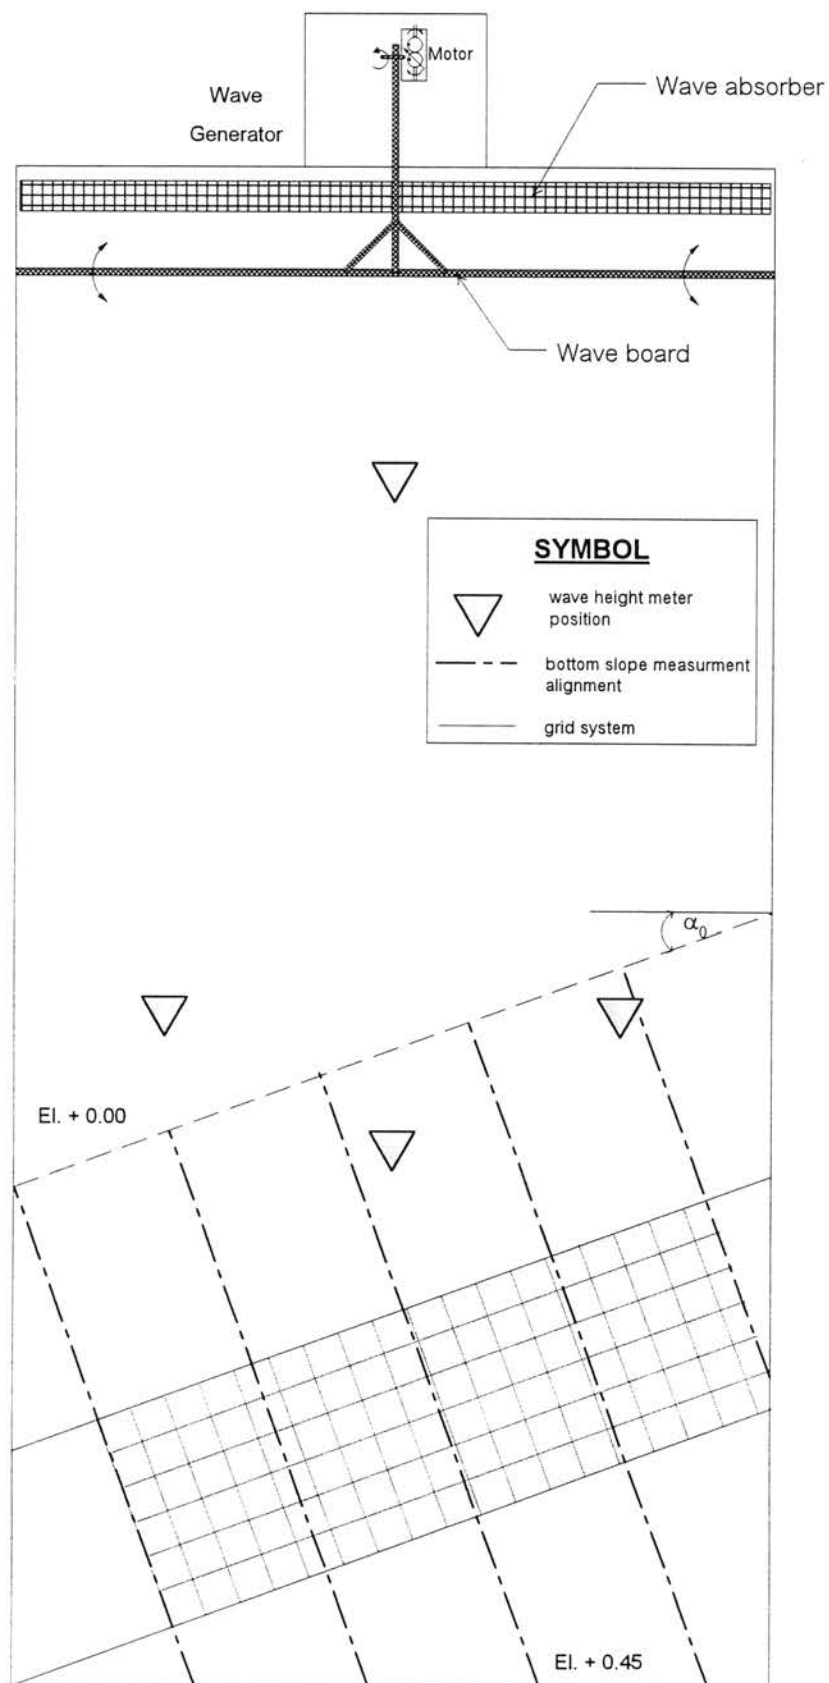 Motor
Wave
Generator
Wave absorber
Wave board
SYMBOL
wave height meter
position
bottom slope measurment
alignment
grid system
α0
El. + 0.00
El. + 0.45